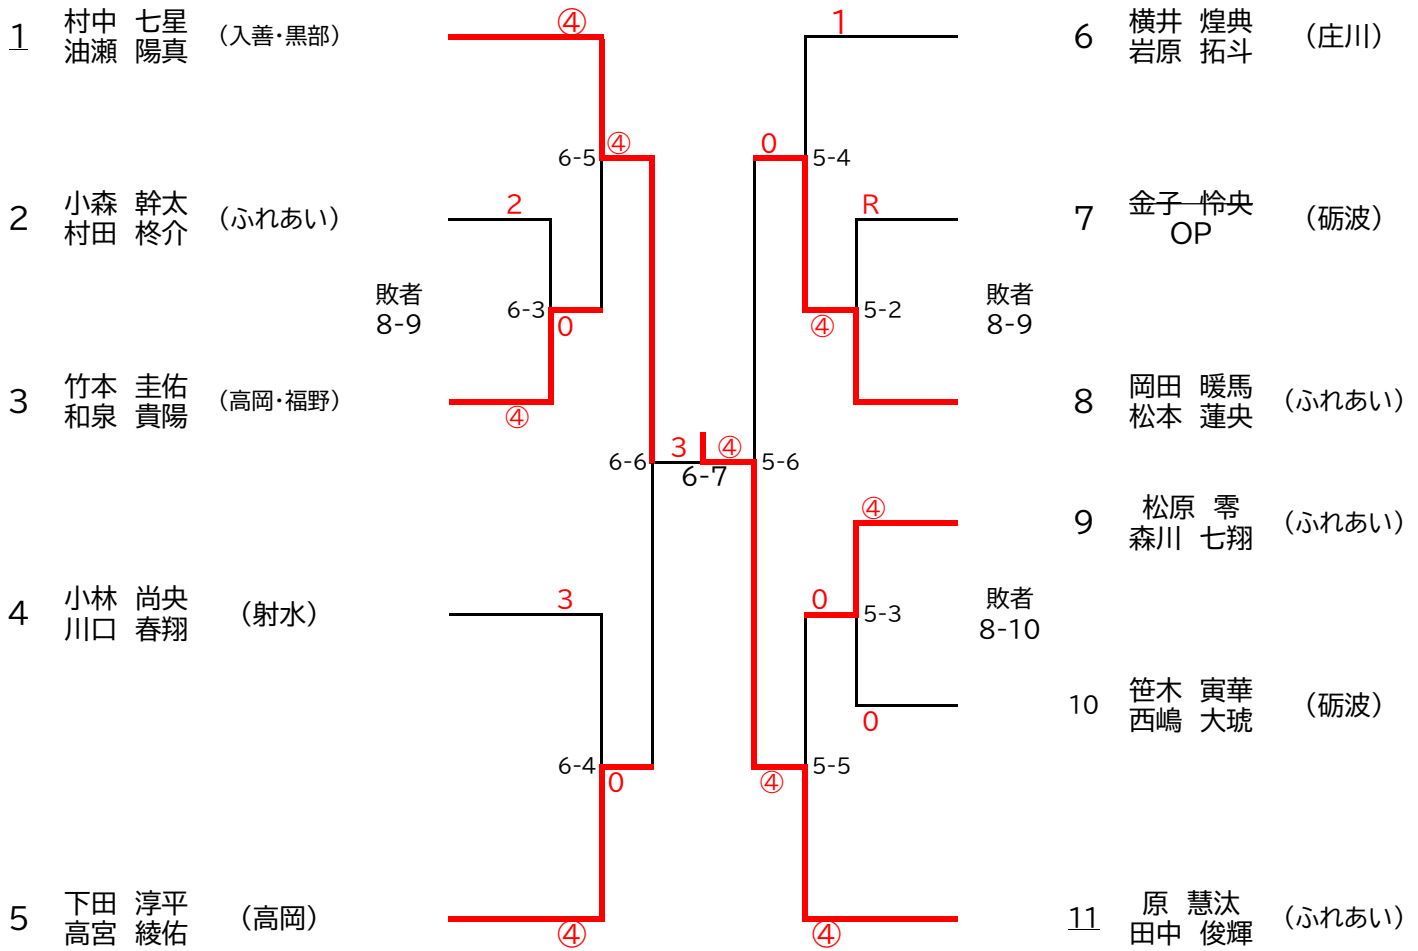 1 村中 七星 (入善・黒部)
油瀬 陽真
④
6-5
④
2 小森 幹太 (ふれあい)
村田 柊介
2
敗者
8-9
6-3
0
3 竹本 圭佑 (高岡・福野)
和泉 貴陽
④
6-6
3
④
6-7
5-6
4 小林 尚央 (射水)
川口 春翔
3
6-4
0
5 下田 淳平 (高岡)
高宮 綾佑
④
1
6 横井 煌典 (庄川)
岩原 拓斗
0
5-4
R
7 金子 怜央 (砺波)
OP
敗者
8-9
5-2
④
8 岡田 暖馬 (ふれあい)
松本 蓮央
④
9 松原 零 (ふれあい)
森川 七翔
0
5-3
敗者
8-10
10 笹木 寅華 (砺波)
西嶋 大琥
0
④
5-5
11 原 慧汰 (ふれあい)
田中 俊輝
④